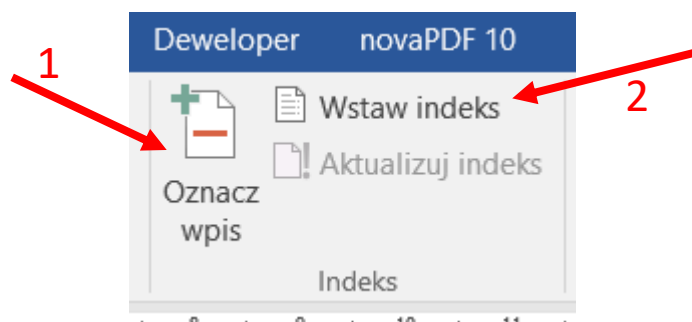 1
Deweloper novaPDF 10
2
Wstaw indeks
Aktualizuj indeks
Oznacz
wpis
Indeks